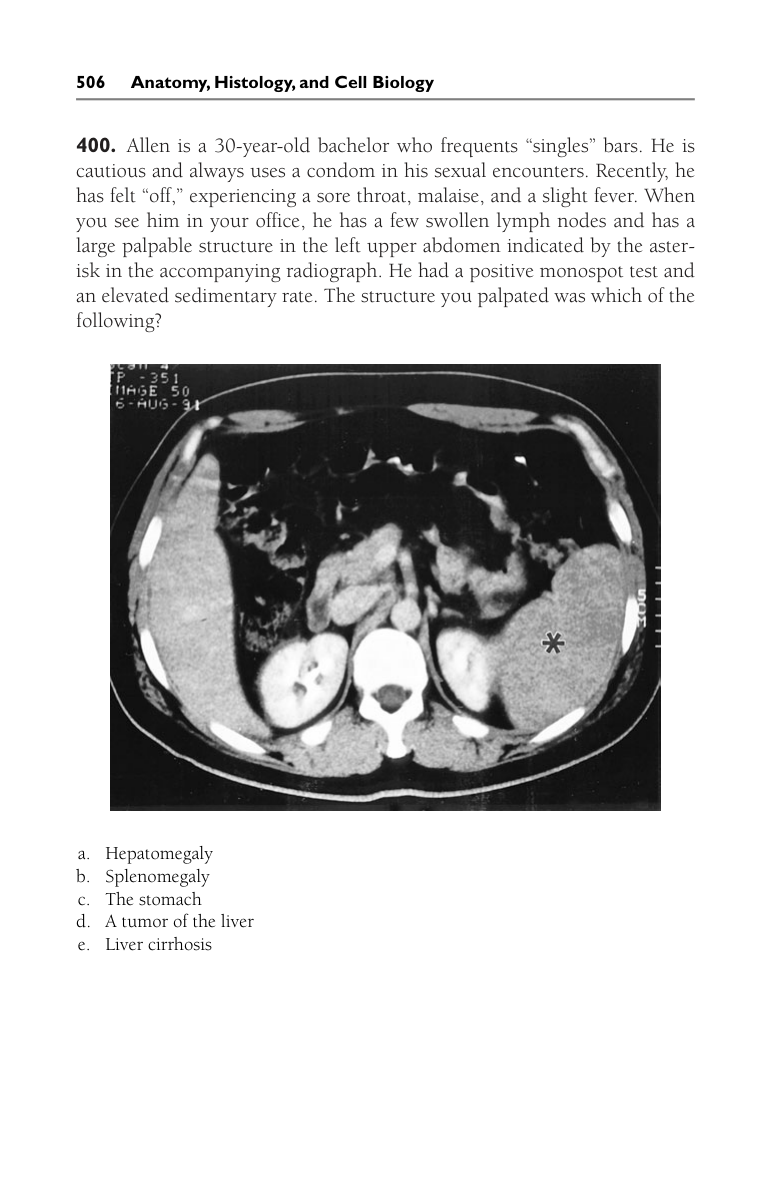 506 Anatomy, Histology, and Cell Biology
400. Allen is a 30-year-old bachelor who frequents “singles” bars. He is
cautious and always uses a condom in his sexual encounters. Recently, he
has felt “off,” experiencing a sore throat, malaise, and a slight fever. When
you see him in your office, he has a few swollen lymph nodes and has a
large palpable structure in the left upper abdomen indicated by the aster-
isk in the accompanying radiograph. He had a positive monospot test and
an elevated sedimentary rate. The structure you palpated was which of the
following?
TP -351
IMAGE 50
6-AUG-91
*
a. Hepatomegaly
b. Splenomegaly
c. The stomach
d. A tumor of the liver
e. Liver cirrhosis